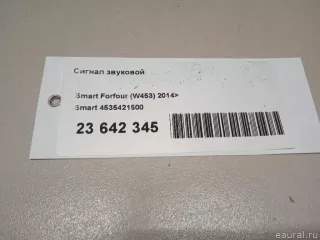 Сигнал звуковой
Smart Forfour (W453) 2014>
Smart 4535421500
23 642 345
eaural.ru